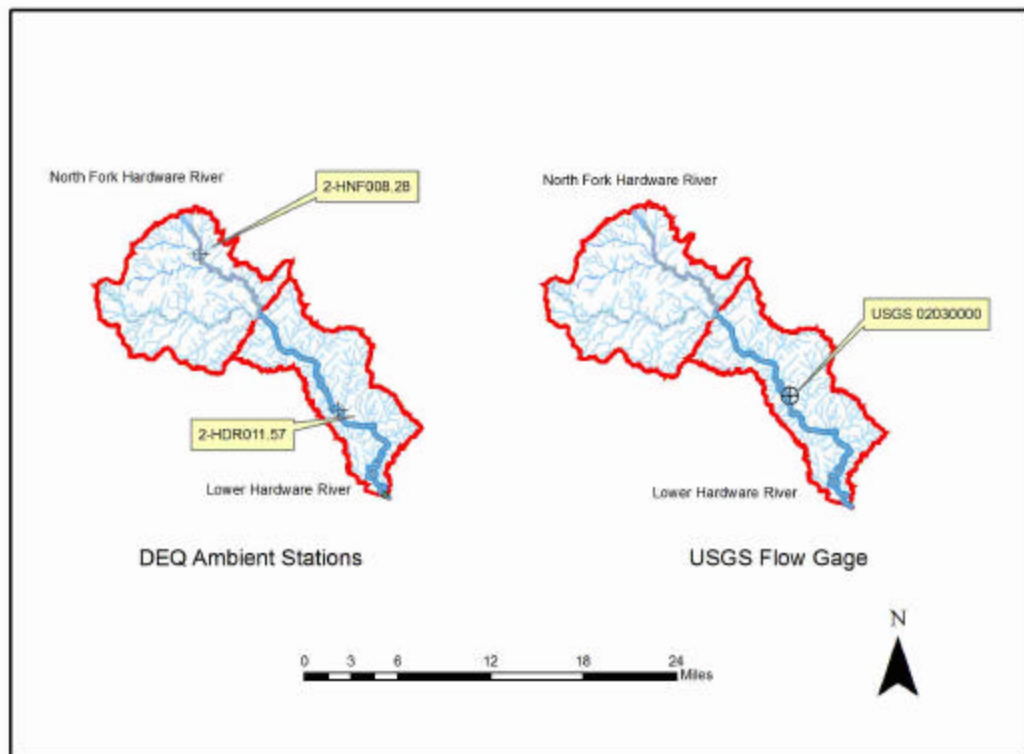 North Fork Hardware River
2-HNF008.28
North Fork Hardware River
USGS 02030000
2-HDR011.57
Lower Hardware River
Lower Hardware River
DEQ Ambient Stations
USGS Flow Gage
N
0 3 6 12 18 24
Miles